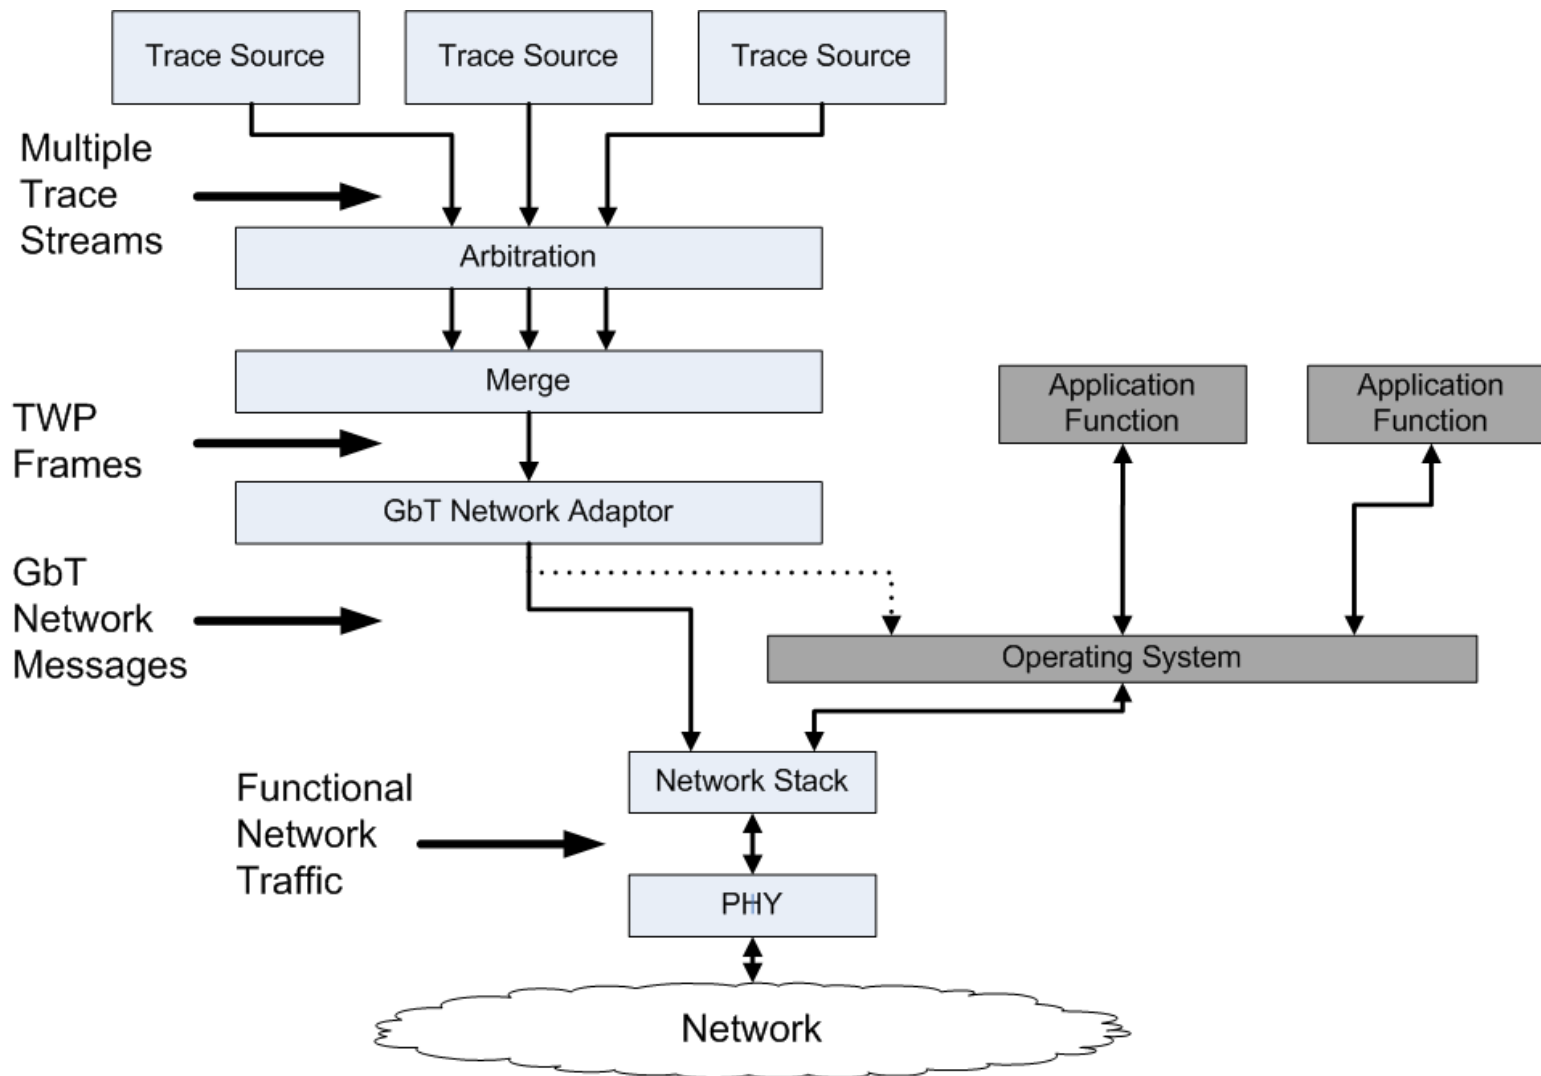 Trace Source
Trace Source
Trace Source
Multiple
Trace
Streams
Arbitration
Merge
TWP
Frames
Application
Function
Application
Function
GbT Network Adaptor
GbT
Network
Messages
Operating System
Network Stack
Functional
Network
Traffic
PHY
Network